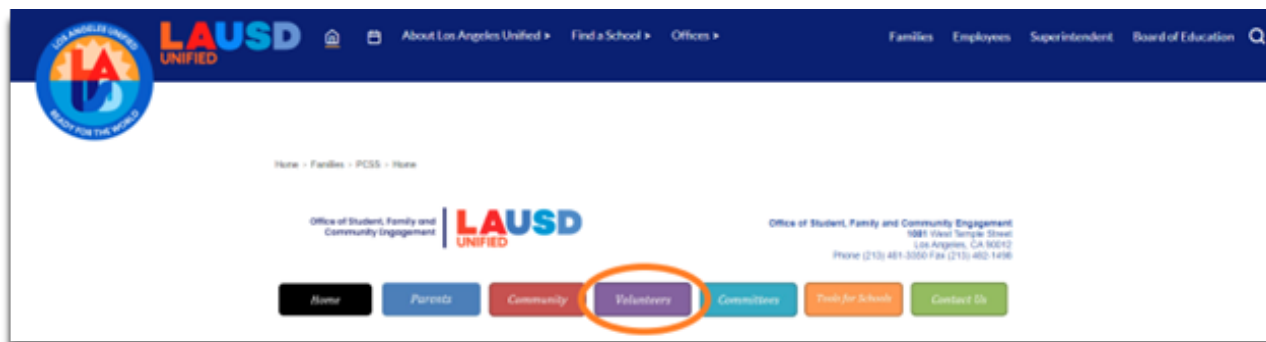 LOS ANGELES UNIFIED
LAUSD
READY FOR THE WORLD
LAUSD
UNIFIED
About Los Angeles Unified ▸ Find a School ▸ Offices ▸
Families Employees Superintendent Board of Education
Home > Families > PCSS > Home
Office of Student, Family and
Community Engagement
LAUSD
UNIFIED
Office of Student, Family and Community Engagement
1081 West Temple Street
Los Angeles, CA 90012
Phone (213) 481-3350 Fax (213) 482-1498
Home Parents Community Volunteers Committees Tools for Schools Contact Us